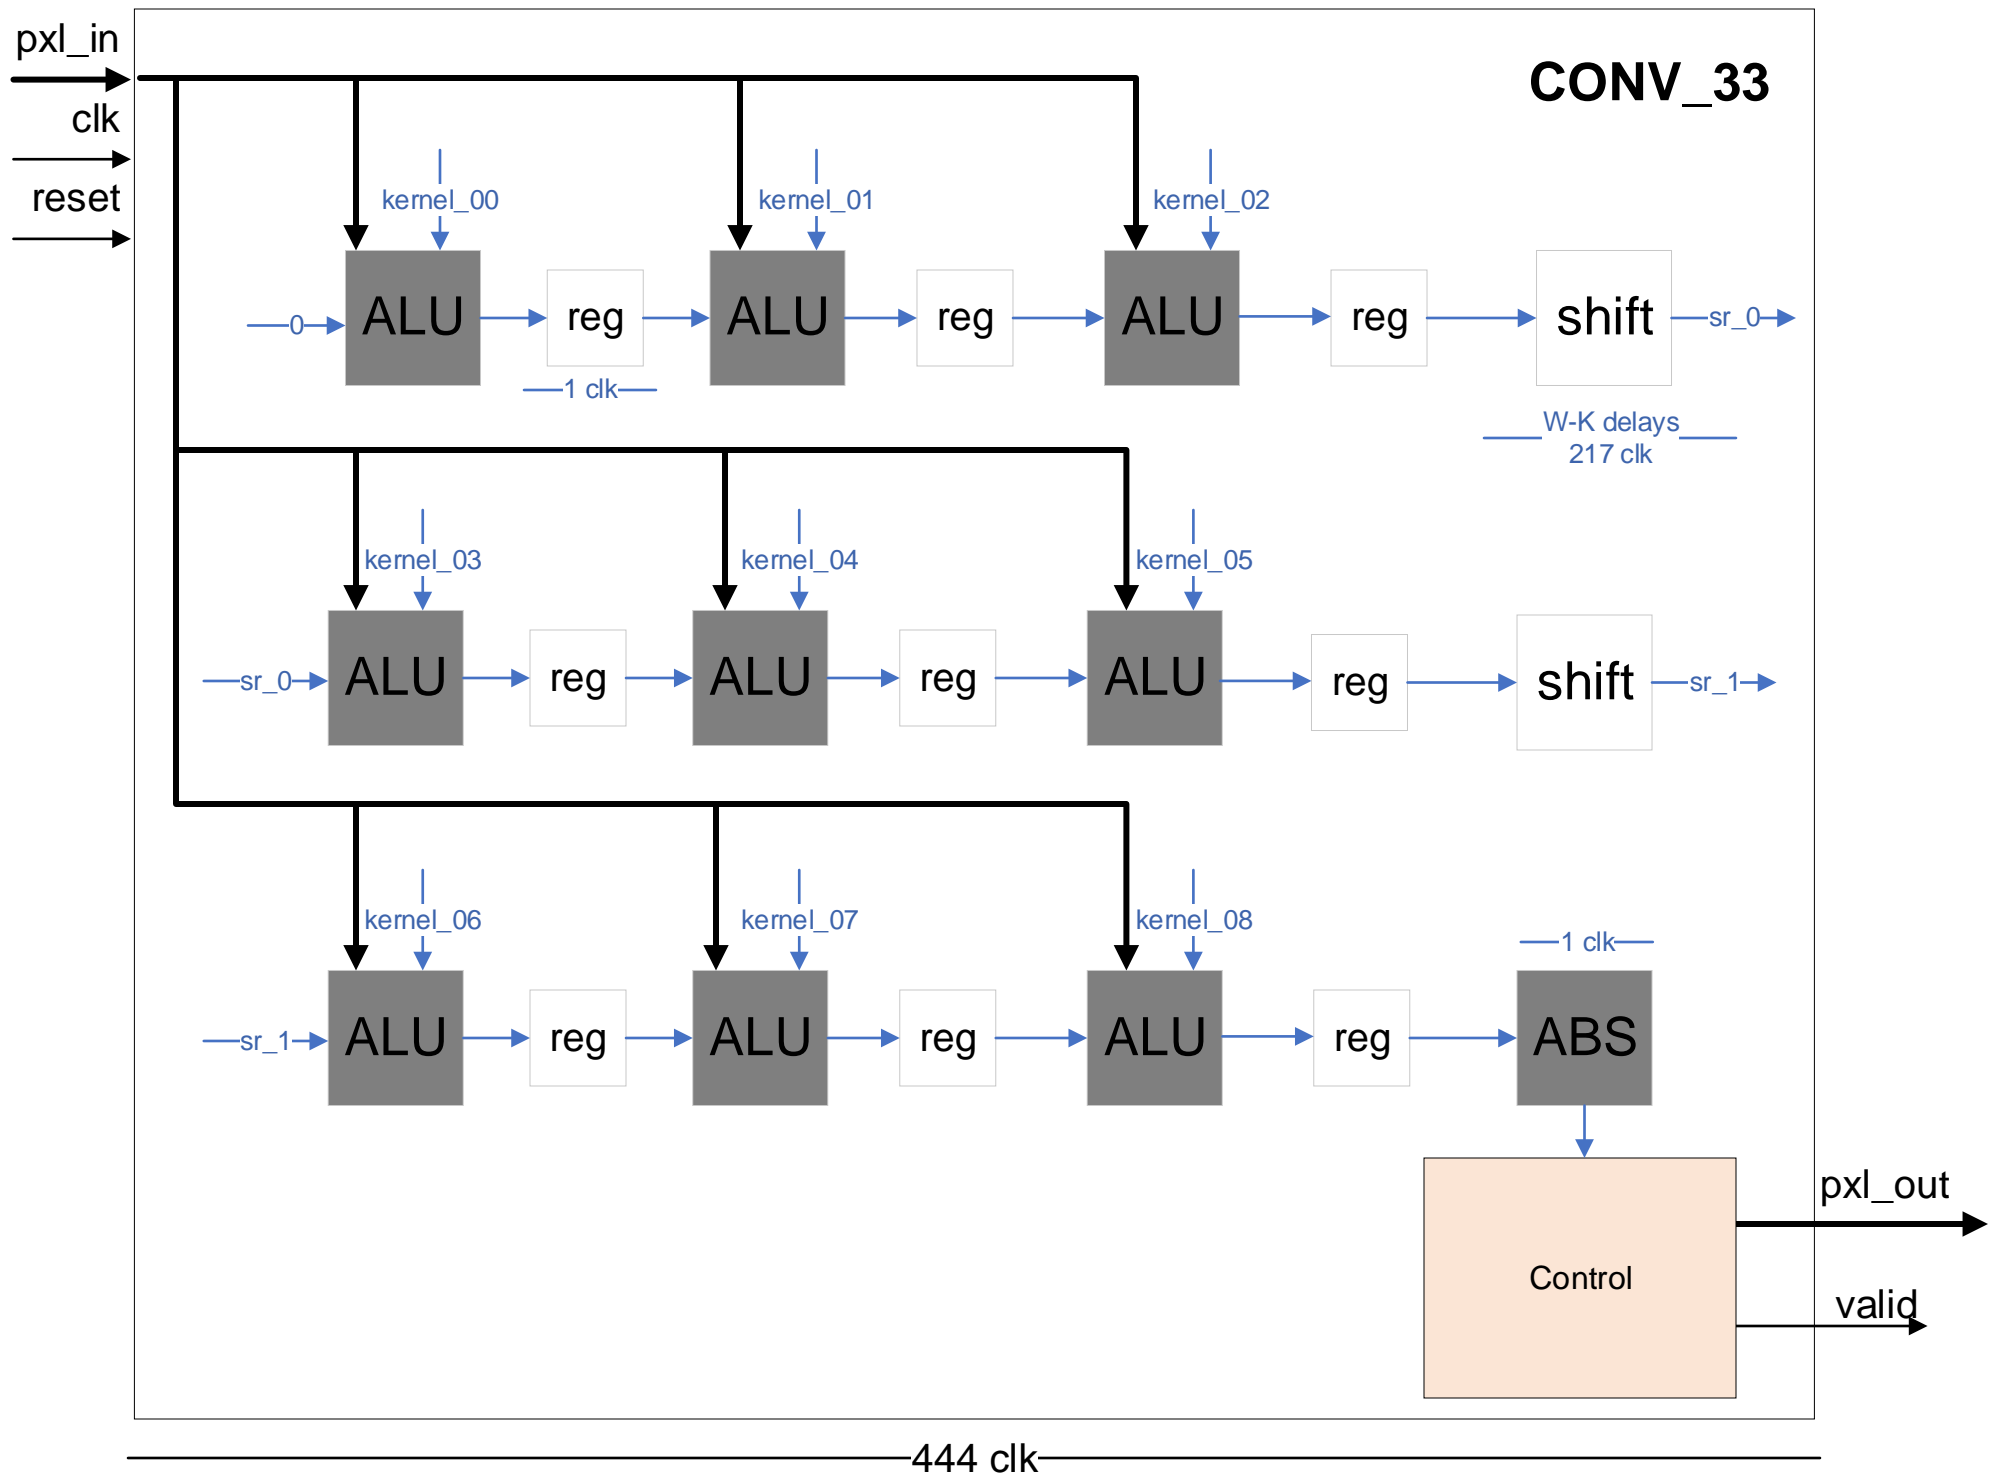 pxl_in
CONV_33
clk
reset
kernel_00
kernel_01
kernel_02
0
ALU
reg
ALU
reg
ALU
reg
shift
sr_0
1 clk
W-K delays
217 clk
kernel_03
kernel_04
kernel_05
sr_0
ALU
reg
ALU
reg
ALU
reg
shift
sr_1
kernel_06
kernel_07
kernel_08
1 clk
sr_1
ALU
reg
ALU
reg
ALU
reg
ABS
pxl_out
Control
valid
444 clk